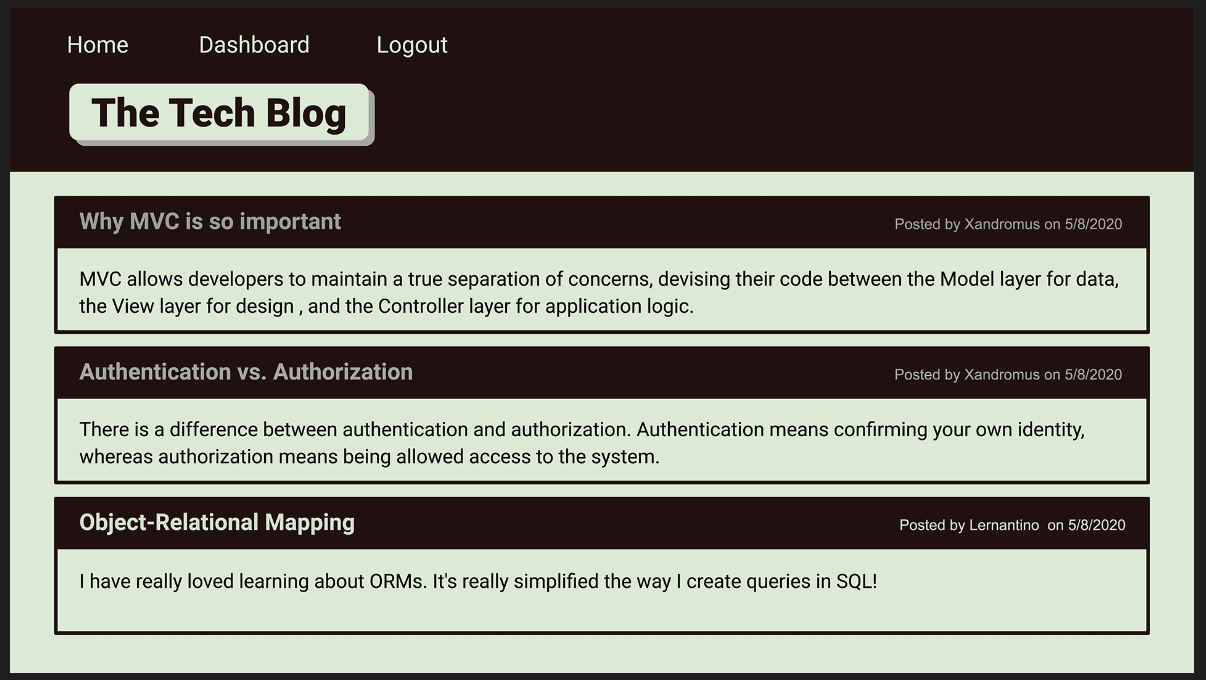 Home Dashboard Logout
The Tech Blog
Why MVC is so important Posted by Xandromus on 5/8/2020
MVC allows developers to maintain a true separation of concerns, devising their code between the Model layer for data,
the View layer for design , and the Controller layer for application logic.
Authentication vs. Authorization Posted by Xandromus on 5/8/2020
There is a difference between authentication and authorization. Authentication means confirming your own identity,
whereas authorization means being allowed access to the system.
Object-Relational Mapping Posted by Lernantino  on 5/8/2020
I have really loved learning about ORMs. It's really simplified the way I create queries in SQL!